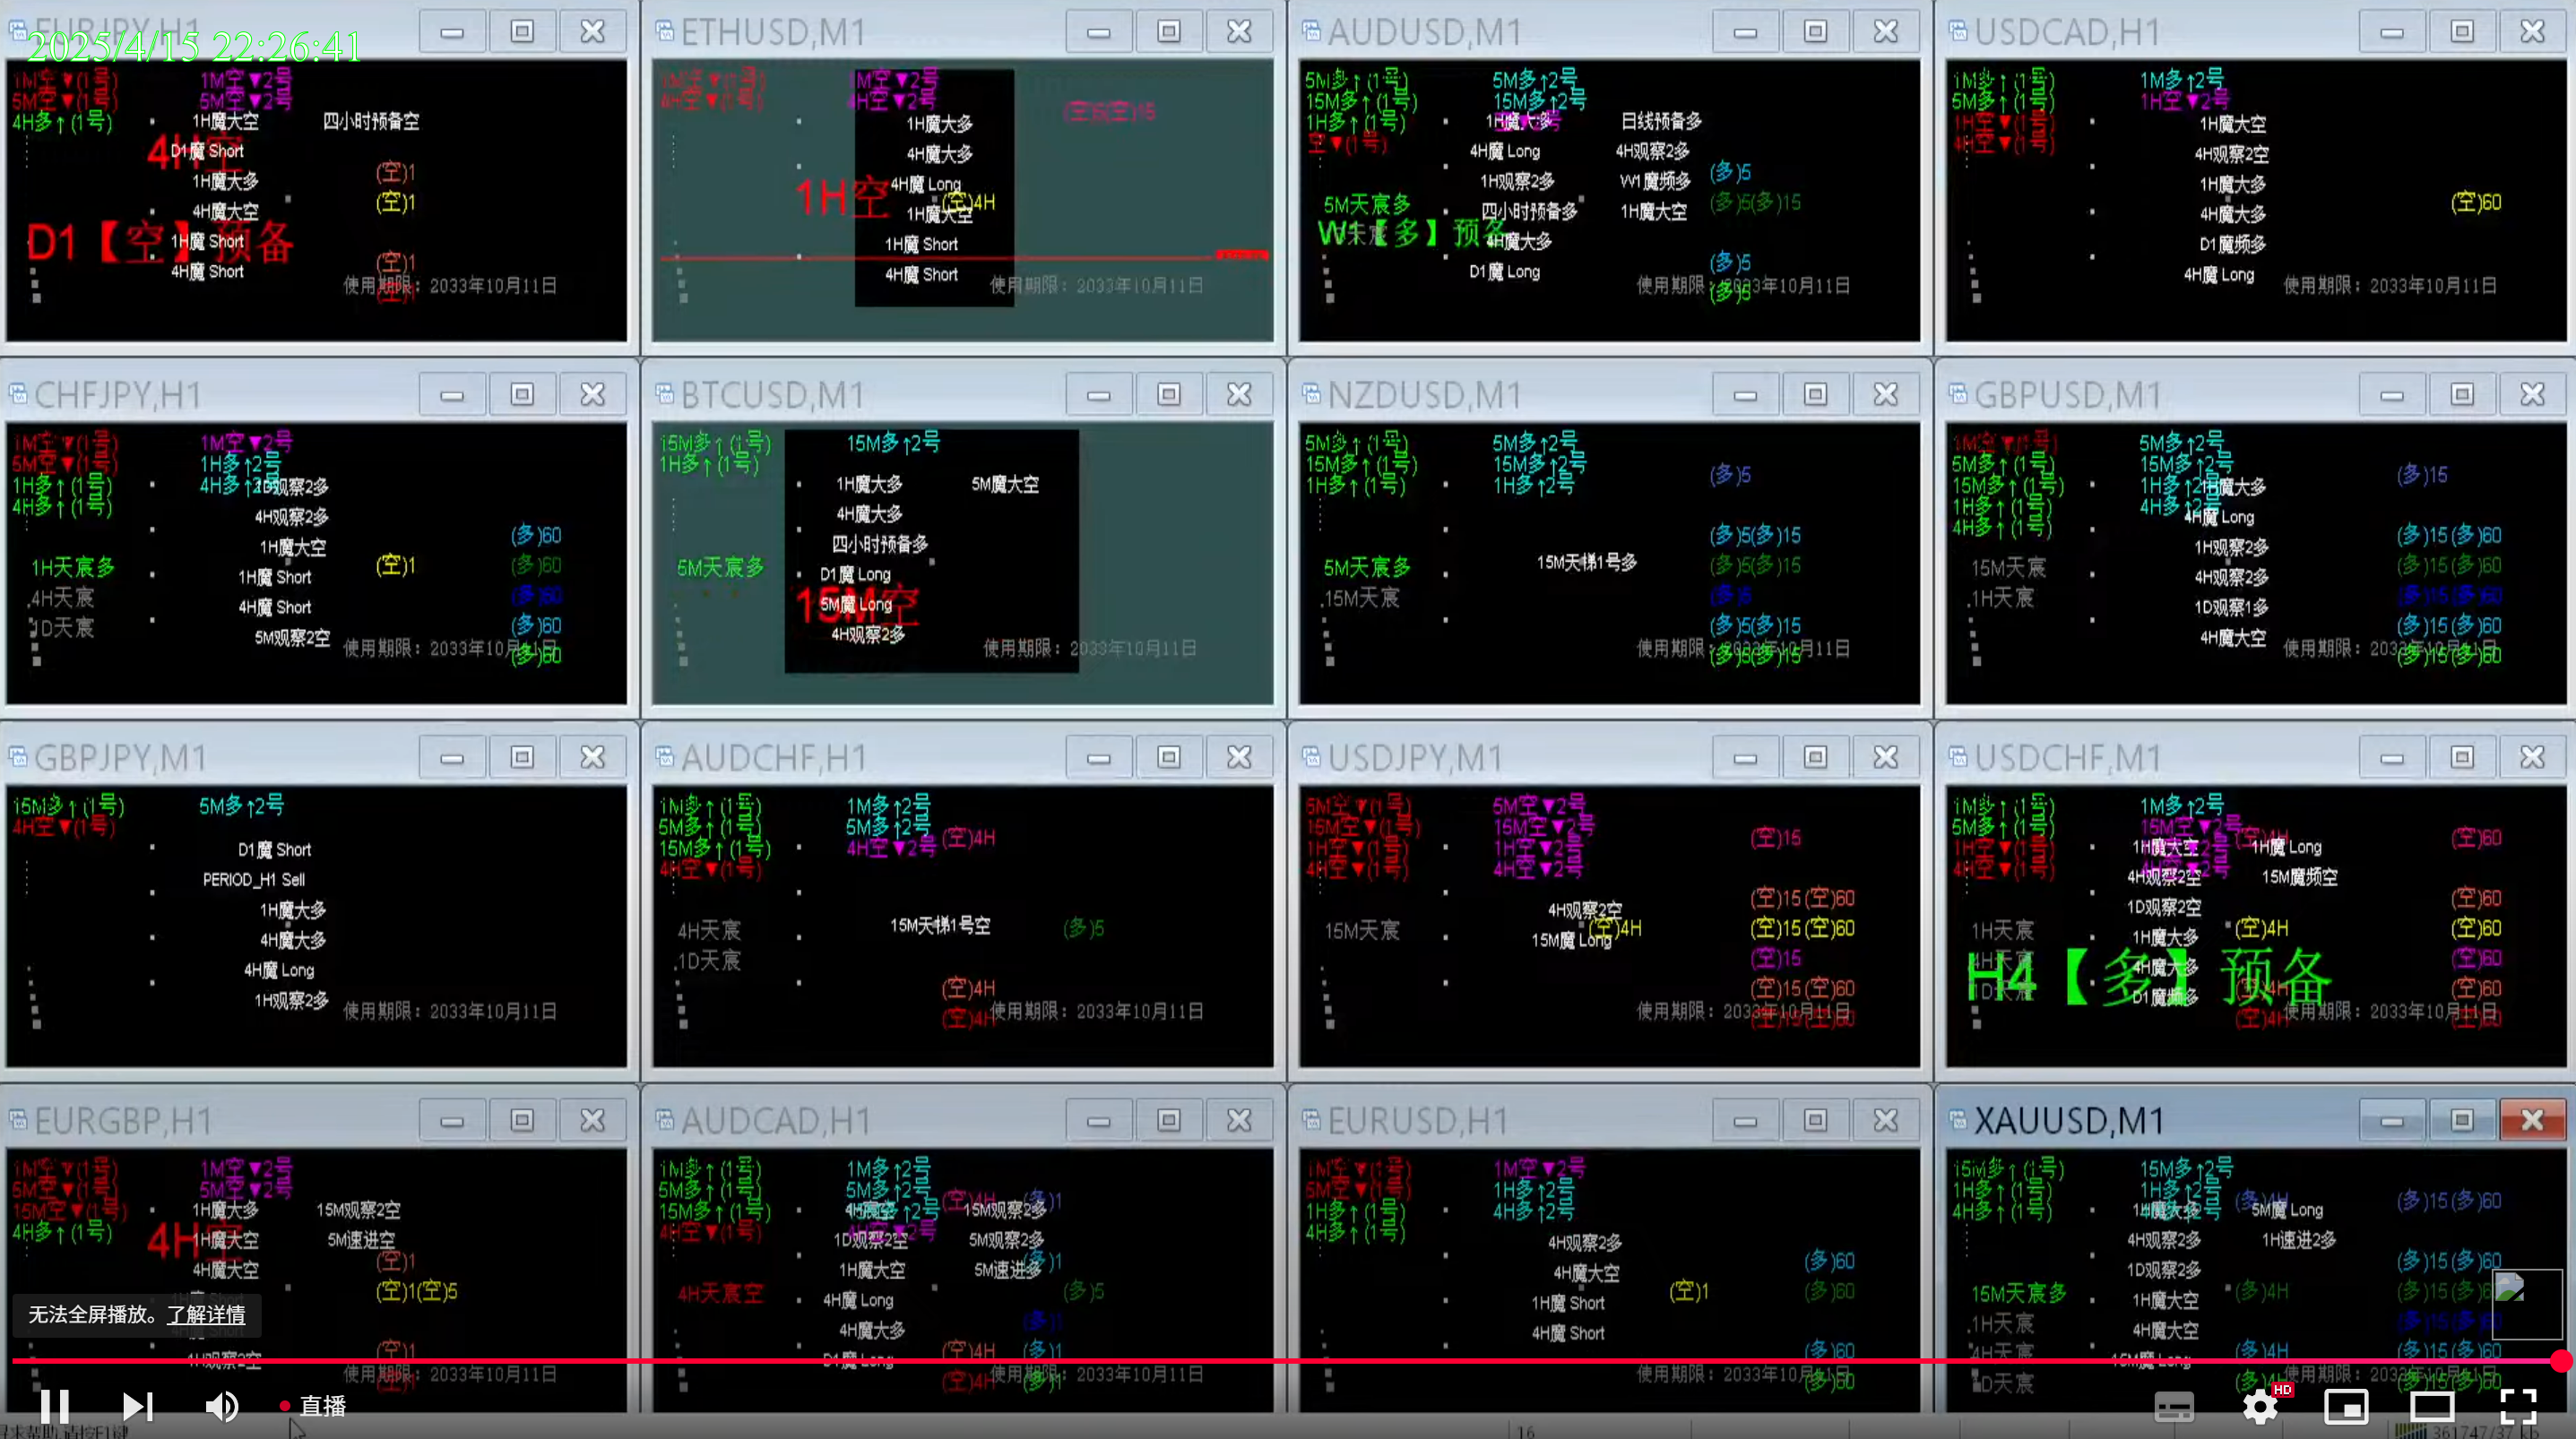 EURJPY,H1
2025/4/15 22:26:41
1M空▼(1号) 1M空▼2号
5M空▼(1号) 5M空▼2号
4H多↑(1号) 1H魔大空 四小时预备空
4H空
D1魔 Short
1H魔大多 (空)1
4H魔大空 (空)1
D1【空】预备
1H魔 Short
4H魔 Short (空)1
使用期限：2033年10月11日
ETHUSD,M1
1M空▼(1号) 1M空▼2号
4H空▼(1号) 4H空▼2号
1H魔大多
4H魔大多
1H空
4H魔 Long
(空)4H
1H魔大空
1H魔 Short
4H魔 Short
使用期限：2033年10月11日
AUDUSD,M1
5M多↑(1号) 5M多↑2号
15M多↑(1号) 15M多↑2号
1H多↑(1号) 1H魔大多 日线预备多
空▼(1号)
4H魔 Long 4H观察2多
1H观察2多 W1魔频多 (多)5
5M天宸多 四小时预备多 1H魔大空 (多)5(多)15
W1【多】预备
4H魔大多
D1魔 Long (多)5
(多)5
使用期限：2033年10月11日
USDCAD,H1
1M多↑(1号) 1M多↑2号
5M多↑(1号) 1H空▼2号
1H空▼(1号) 1H魔大空
4H空▼(1号) 4H观察2空
1H魔大多
4H魔大多 (空)60
D1魔频多
4H魔 Long
使用期限：2033年10月11日
CHFJPY,H1
1M空▼(1号) 1M空▼2号
5M空▼(1号) 1H多↑2号
1H多↑(1号) 4H多↑2号
4H多↑(1号) 1D观察2多
4H观察2多 (多)60
1H魔大空
1H天宸多 (空)1 (多)60
1H魔 Short
4H天宸 (多)60
4H魔 Short
1D天宸 (多)60
5M观察2空 (多)60
使用期限：2033年10月11日
BTCUSD,M1
15M多↑(1号) 15M多↑2号
1H多↑(1号)
1H魔大多 5M魔大空
4H魔大多
四小时预备多
5M天宸多 D1魔 Long
15M空
5M魔 Long
4H观察2多
使用期限：2033年10月11日
NZDUSD,M1
5M多↑(1号) 5M多↑2号
15M多↑(1号) 15M多↑2号 (多)5
1H多↑(1号) 1H多↑2号
(多)5(多)15
5M天宸多 15M天梯1号多 (多)5(多)15
15M天宸 (多)5
(多)5(多)15
(多)5(多)15
使用期限：2033年10月11日
GBPUSD,M1
1M空▼(1号) 5M多↑2号
5M多↑(1号) 15M多↑2号 (多)15
15M多↑(1号) 1H多↑2号 1H魔大多
1H多↑(1号) 4H多↑2号
4H多↑(1号) 4H魔 Long
1H观察2多 (多)15(多)60
15M天宸 4H观察2多 (多)15(多)60
1H天宸 1D观察1多 (多)15(多)60
4H魔大空 (多)15(多)60
(多)15(多)60
使用期限：2033年10月11日
GBPJPY,M1
15M多↑(1号) 5M多↑2号
4H空▼(1号)
D1魔 Short
PERIOD_H1 Sell
1H魔大多
4H魔大多
4H魔 Long
1H观察2多
使用期限：2033年10月11日
AUDCHF,H1
1M多↑(1号) 1M多↑2号
5M多↑(1号) 5M多↑2号 (空)4H
15M多↑(1号) 4H空▼2号
4H空▼(1号)
4H天宸 15M天梯1号空 (多)5
1D天宸
(空)4H
(空)4H
使用期限：2033年10月11日
USDJPY,M1
5M空▼(1号) 5M空▼2号
15M空▼(1号) 15M空▼2号 (空)15
1H空▼(1号) 1H空▼2号
4H空▼(1号) 4H空▼2号
4H观察2空 (空)15(空)60
15M天宸 (空)4H (空)15(空)60
15M魔 Long (空)15
(空)15(空)60
(空)15(空)60
使用期限：2033年10月11日
USDCHF,M1
1M多↑(1号) 1M多↑2号
5M多↑(1号) 15M空▼2号 (空)4H (空)60
1H空▼(1号) 1H魔大空 1H魔 Long
4H空▼(1号) 4H空▼2号
4H观察2空 15M魔频空
1D观察2空 (空)60
1H天宸 1H魔大多 (空)4H (空)60
4H天宸 4H魔大多 (空)60
H4【多】预备
1D天宸 D1魔频多 (空)4H (空)60
(空)4H (空)60
使用期限：2033年10月11日
EURGBP,H1
1M空▼(1号) 1M空▼2号
5M空▼(1号) 5M空▼2号
15M空▼(1号) 1H魔大多 15M观察2空
4H多↑(1号) 4H空 1H魔大空 5M速进空
4H魔大空 (空)1
(空)1(空)5
4H观察2空 (空)1
使用期限：2033年10月11日
AUDCAD,H1
1M多↑(1号) 1M多↑2号
5M多↑(1号) 5M多↑2号 (空)4H (多)1
15M多↑(1号) 15M观察2多
4H空▼(1号) 4H空▼2号
1D观察2空 5M观察2多
1H魔大空 5M速进多 (多)1
4H天宸空 4H魔 Long (多)5
4H魔大多
D1魔 Long (空)4H (多)1
(空)4H (多)1
使用期限：2033年10月11日
EURUSD,H1
1M空▼(1号) 1M空▼2号
5M空▼(1号) 1H多↑2号
1H多↑(1号) 4H多↑2号
4H多↑(1号) 4H观察2多
4H魔大空 (多)60
(空)1 (多)60
1H魔 Short
4H魔 Short
(多)60
(多)60
使用期限：2033年10月11日
XAUUSD,M1
15M多↑(1号) 15M多↑2号
1H多↑(1号) 1H多↑2号 (多)4H (多)15(多)60
4H多↑(1号) 5M魔 Long
4H观察2多 1H速进2多
1D观察2多 (多)15(多)60
15M天宸多 1H魔大空 (多)4H (多)15(多)6
1H天宸 4H魔大空
4H天宸 15M魔 Long (多)4H (多)15(多)60
D天宸
使用期限：2033年10月11日
无法全屏播放。了解详情
直播
HD
16
361747/37 kb